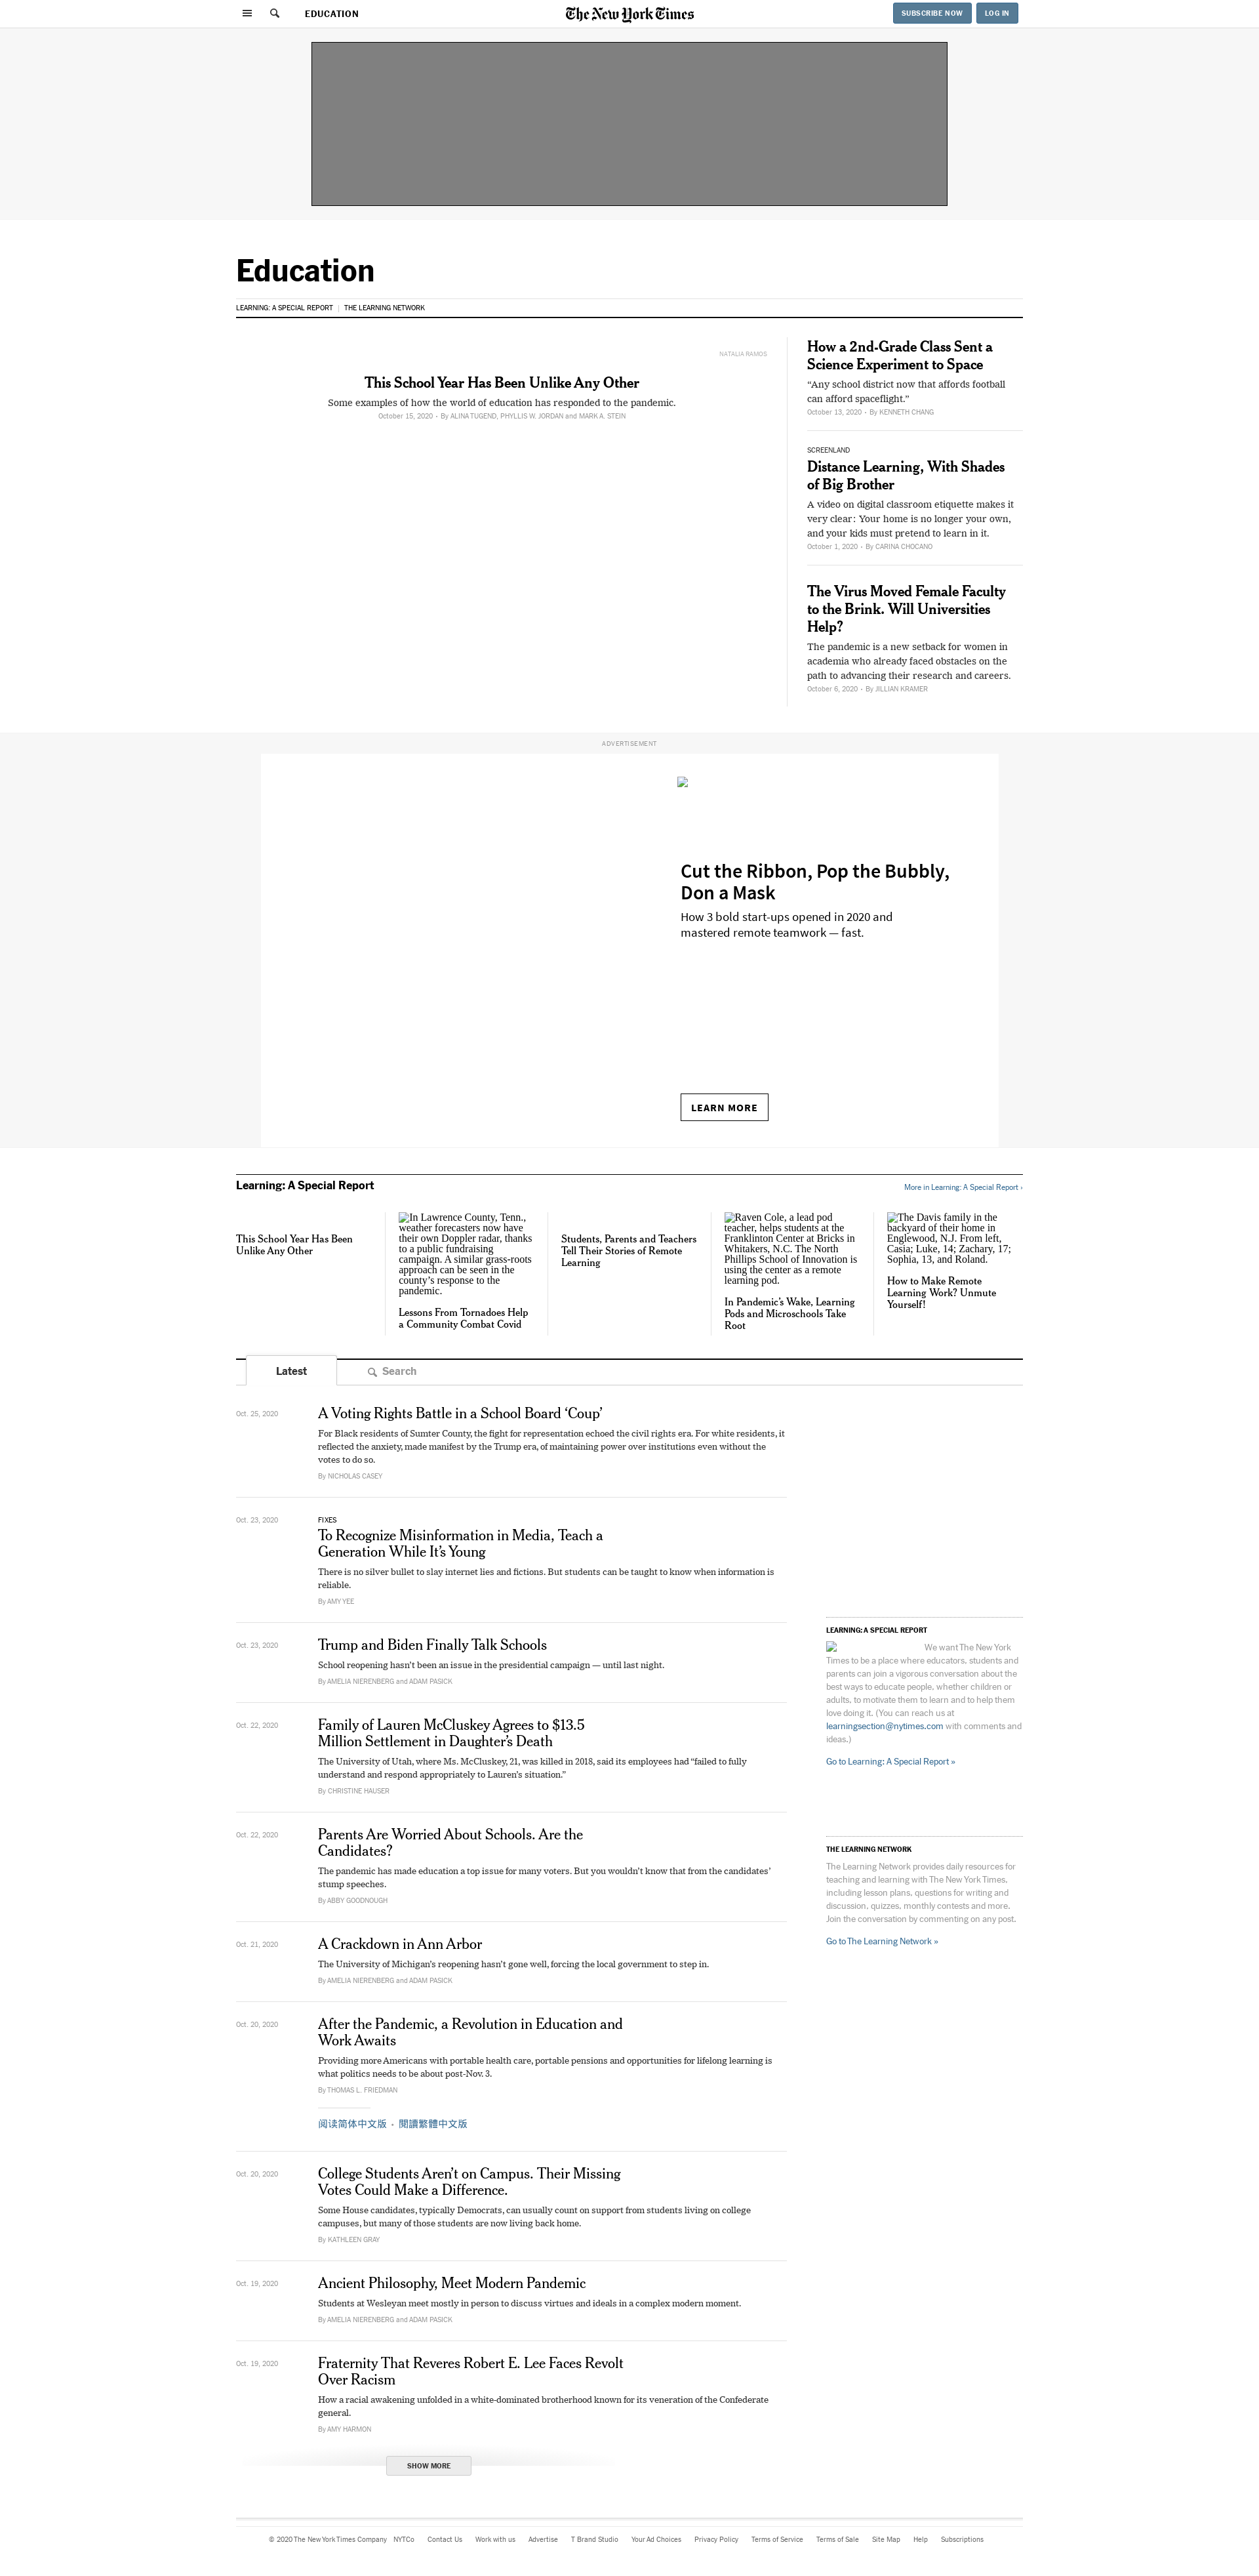 EDUCATION
The New York Times
SUBSCRIBE NOW
LOG IN
Education
LEARNING: A SPECIAL REPORT
THE LEARNING NETWORK
NATALIA RAMOS
This School Year Has Been Unlike Any Other
Some examples of how the world of education has responded to the pandemic.
October 15, 2020 · By ALINA TUGEND, PHYLLIS W. JORDAN and MARK A. STEIN
How a 2nd-Grade Class Sent a
Science Experiment to Space
“Any school district now that affords football
can afford spaceflight.”
October 13, 2020 · By KENNETH CHANG
SCREENLAND
Distance Learning, With Shades
of Big Brother
A video on digital classroom etiquette makes it
very clear: Your home is no longer your own,
and your kids must pretend to learn in it.
October 1, 2020 · By CARINA CHOCANO
The Virus Moved Female Faculty
to the Brink. Will Universities
Help?
The pandemic is a new setback for women in
academia who already faced obstacles on the
path to advancing their research and careers.
October 6, 2020 · By JILLIAN KRAMER
ADVERTISEMENT
Cut the Ribbon, Pop the Bubbly,
Don a Mask
How 3 bold start-ups opened in 2020 and
mastered remote teamwork — fast.
LEARN MORE
Learning: A Special Report
More in Learning: A Special Report ›
This School Year Has Been
Unlike Any Other
In Lawrence County, Tenn.,
weather forecasters now have
their own Doppler radar, thanks
to a public fundraising
campaign. A similar grass-roots
approach can be seen in the
county’s response to the
pandemic.
Lessons From Tornadoes Help
a Community Combat Covid
Students, Parents and Teachers
Tell Their Stories of Remote
Learning
Raven Cole, a lead pod
teacher, helps students at the
Franklinton Center at Bricks in
Whitakers, N.C. The North
Phillips School of Innovation is
using the center as a remote
learning pod.
In Pandemic’s Wake, Learning
Pods and Microschools Take
Root
The Davis family in the
backyard of their home in
Englewood, N.J. From left,
Casia; Luke, 14; Zachary, 17;
Sophia, 13, and Roland.
How to Make Remote
Learning Work? Unmute
Yourself!
Latest
Search
Oct. 25, 2020
A Voting Rights Battle in a School Board ‘Coup’
For Black residents of Sumter County, the fight for representation echoed the civil rights era. For white residents, it
reflected the anxiety, made manifest by the Trump era, of maintaining power over institutions even without the
votes to do so.
By NICHOLAS CASEY
Oct. 23, 2020
FIXES
To Recognize Misinformation in Media, Teach a
Generation While It’s Young
There is no silver bullet to slay internet lies and fictions. But students can be taught to know when information is
reliable.
By AMY YEE
Oct. 23, 2020
Trump and Biden Finally Talk Schools
School reopening hasn’t been an issue in the presidential campaign — until last night.
By AMELIA NIERENBERG and ADAM PASICK
Oct. 22, 2020
Family of Lauren McCluskey Agrees to $13.5
Million Settlement in Daughter’s Death
The University of Utah, where Ms. McCluskey, 21, was killed in 2018, said its employees had “failed to fully
understand and respond appropriately to Lauren’s situation.”
By CHRISTINE HAUSER
Oct. 22, 2020
Parents Are Worried About Schools. Are the
Candidates?
The pandemic has made education a top issue for many voters. But you wouldn’t know that from the candidates’
stump speeches.
By ABBY GOODNOUGH
Oct. 21, 2020
A Crackdown in Ann Arbor
The University of Michigan’s reopening hasn’t gone well, forcing the local government to step in.
By AMELIA NIERENBERG and ADAM PASICK
Oct. 20, 2020
After the Pandemic, a Revolution in Education and
Work Awaits
Providing more Americans with portable health care, portable pensions and opportunities for lifelong learning is
what politics needs to be about post-Nov. 3.
By THOMAS L. FRIEDMAN
阅读简体中文版 · 閱讀繁體中文版
Oct. 20, 2020
College Students Aren’t on Campus. Their Missing
Votes Could Make a Difference.
Some House candidates, typically Democrats, can usually count on support from students living on college
campuses, but many of those students are now living back home.
By KATHLEEN GRAY
Oct. 19, 2020
Ancient Philosophy, Meet Modern Pandemic
Students at Wesleyan meet mostly in person to discuss virtues and ideals in a complex modern moment.
By AMELIA NIERENBERG and ADAM PASICK
Oct. 19, 2020
Fraternity That Reveres Robert E. Lee Faces Revolt
Over Racism
How a racial awakening unfolded in a white-dominated brotherhood known for its veneration of the Confederate
general.
By AMY HARMON
SHOW MORE
LEARNING: A SPECIAL REPORT
We want The New York
Times to be a place where educators, students and
parents can join a vigorous conversation about the
best ways to educate people, whether children or
adults, to motivate them to learn and to help them
love doing it. (You can reach us at
learningsection@nytimes.com with comments and
ideas.)
Go to Learning: A Special Report »
THE LEARNING NETWORK
The Learning Network provides daily resources for
teaching and learning with The New York Times,
including lesson plans, questions for writing and
discussion, quizzes, monthly contests and more.
Join the conversation by commenting on any post.
Go to The Learning Network »
© 2020 The New York Times Company NYTCo Contact Us Work with us Advertise T Brand Studio Your Ad Choices Privacy Policy Terms of Service Terms of Sale Site Map Help Subscriptions